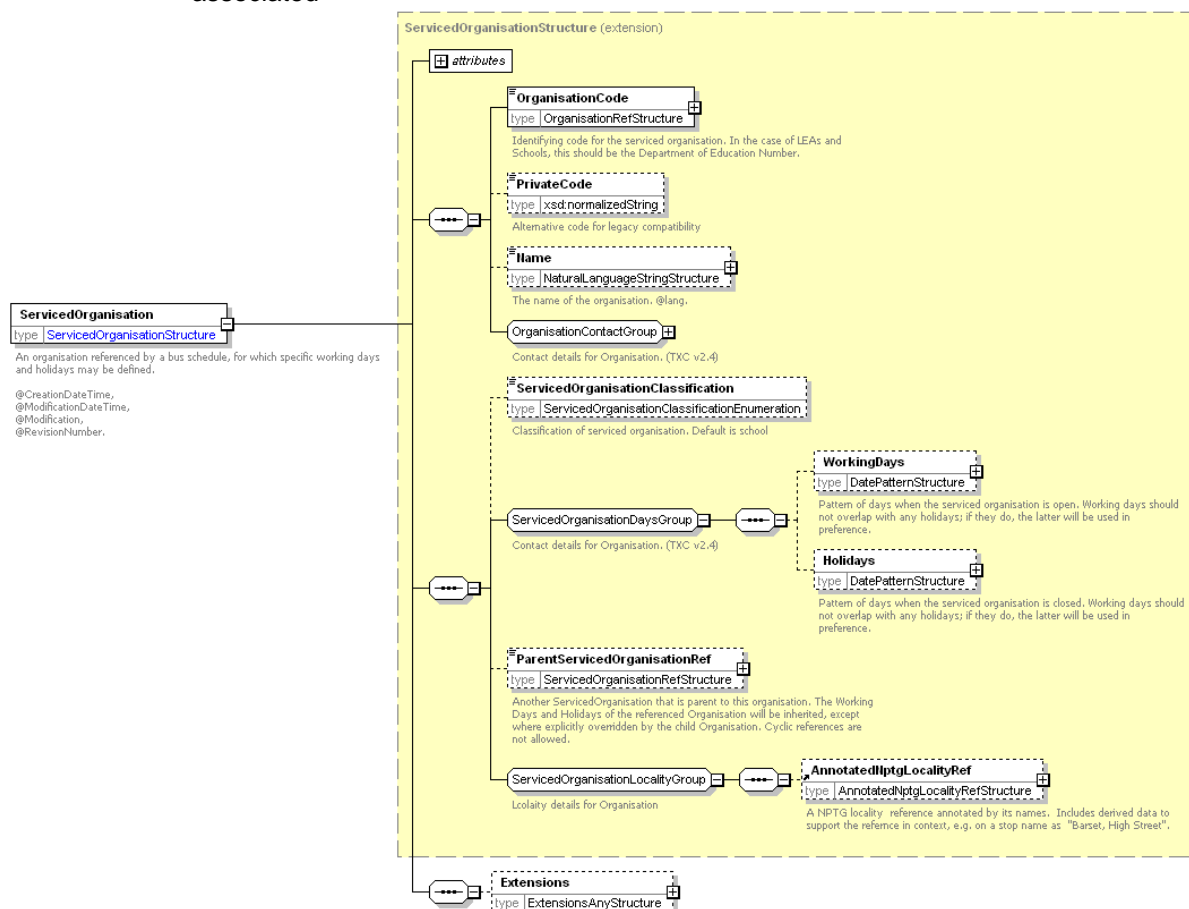 associated
ServicedOrganisationStructure (extension)
attributes
OrganisationCode
type OrganisationRefStructure
Identifying code for the serviced organisation. In the case of LEAs and
Schools, this should be the Department of Education Number.
PrivateCode
type xsd:normalizedString
Alternative code for legacy compatibility
Name
type NaturalLanguageStringStructure
The name of the organisation. @lang.
OrganisationContactGroup
Contact details for Organisation. (TXC v2.4)
ServicedOrganisation
type ServicedOrganisationStructure
An organisation referenced by a bus schedule, for which specific working days
and holidays may be defined.
@CreationDateTime,
@ModificationDateTime,
@Modification,
@RevisionNumber.
ServicedOrganisationClassification
type ServicedOrganisationClassificationEnumeration
Classification of serviced organisation. Default is school
ServicedOrganisationDaysGroup
Contact details for Organisation. (TXC v2.4)
WorkingDays
type DatePatternStructure
Pattern of days when the serviced organisation is open. Working days should
not overlap with any holidays; if they do, the latter will be used in
preference.
Holidays
type DatePatternStructure
Pattern of days when the serviced organisation is closed. Working days should
not overlap with any holidays; if they do, the latter will be used in
preference.
ParentServicedOrganisationRef
type ServicedOrganisationRefStructure
Another ServicedOrganisation that is parent to this organisation. The Working
Days and Holidays of the referenced Organisation will be inherited, except
where explicitly overridden by the child Organisation. Cyclic references are
not allowed.
ServicedOrganisationLocalityGroup
Lcolaity details for Organisation
AnnotatedNptgLocalityRef
type AnnotatedNptgLocalityRefStructure
A NPTG locality reference annotated by its names. Includes derived data to
support the refernce in context, e.g. on a stop name as "Barset, High Street".
Extensions
type ExtensionsAnyStructure